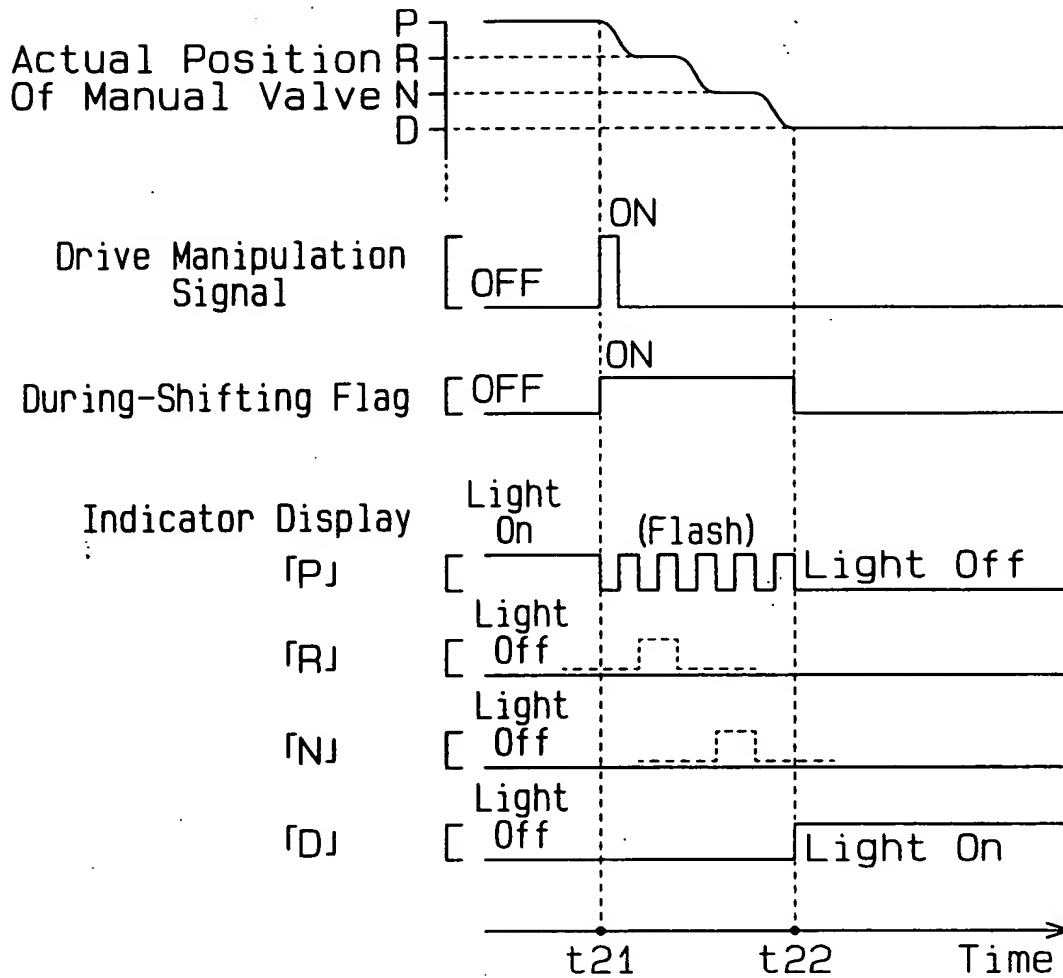 P
Actual Position R
Of Manual Valve N
D
ON
Drive Manipulation
Signal
OFF
ON
During-Shifting Flag
OFF
Light
On
Indicator Display
(Flash)
「P」
Light Off
Light
Off
「R」
Light
Off
「N」
Light
Off
「D」
Light On
t21
t22
Time